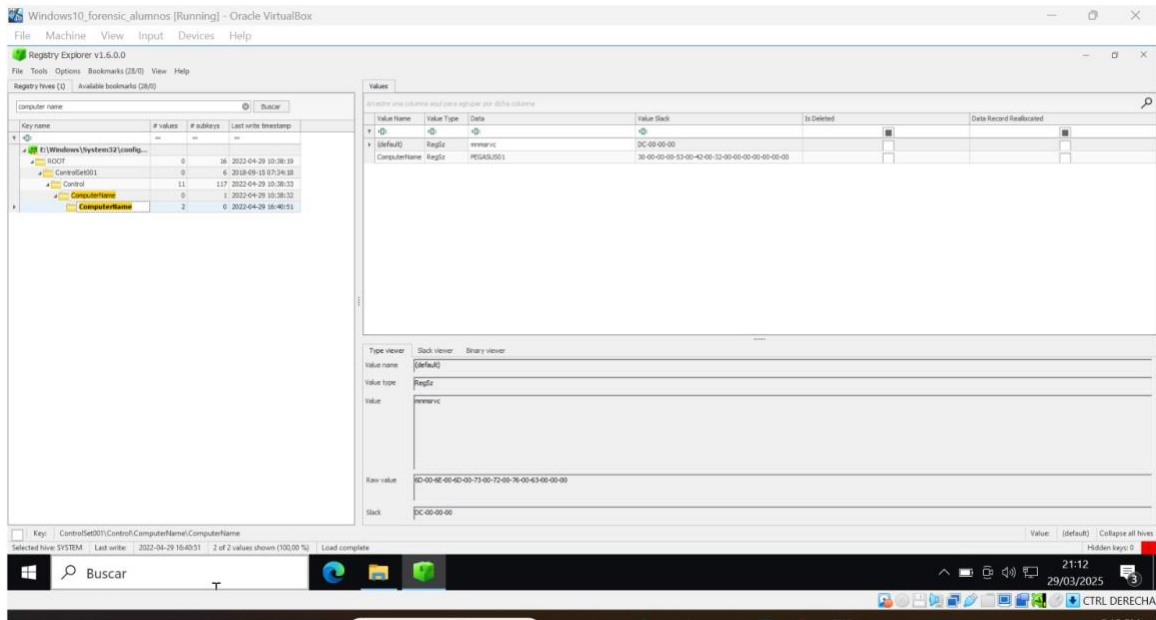 Windows10_forensic_alumnos [Running] - Oracle VirtualBox
File Machine View Input Devices Help
Registry Explorer v1.6.0.0
File Tools Options Bookmarks (28/0) View Help
Registry hives (1) Available bookmarks (28/0)
computer name Buscar
Key name # values # subkeys Last write timestamp
E:\Windows\System32\config...
ROOT 0 16 2022-04-29 10:38:19
ControlSet001 0 6 2018-09-15 07:34:18
Control 11 117 2022-04-29 10:38:33
ComputerName 0 1 2022-04-29 10:38:32
ComputerName 2 0 2022-04-29 16:40:51
Values
Arrastre una columna aquí para agrupar por dicha columna
Value Name Value Type Data Value Slack Is Deleted Data Record Reallocated
(default) RegSz mnmsrvc DC-00-00-00
ComputerName RegSz PEGASUS01 30-00-00-00-53-00-42-00-32-00-00-00-00-00-00-00
Type viewer Slack viewer Binary viewer
Value name (default)
Value type RegSz
Value mnmsrvc
Raw value 6D-00-6E-00-6D-00-73-00-72-00-76-00-63-00-00-00
Slack DC-00-00-00
Key: ControlSet001\Control\ComputerName\ComputerName Value: (default) Collapse all hives
Selected hive: SYSTEM Last write: 2022-04-29 16:40:51 2 of 2 values shown (100,00 %) Load complete Hidden keys: 0
Buscar
21:12
29/03/2025
3
CTRL DERECHA